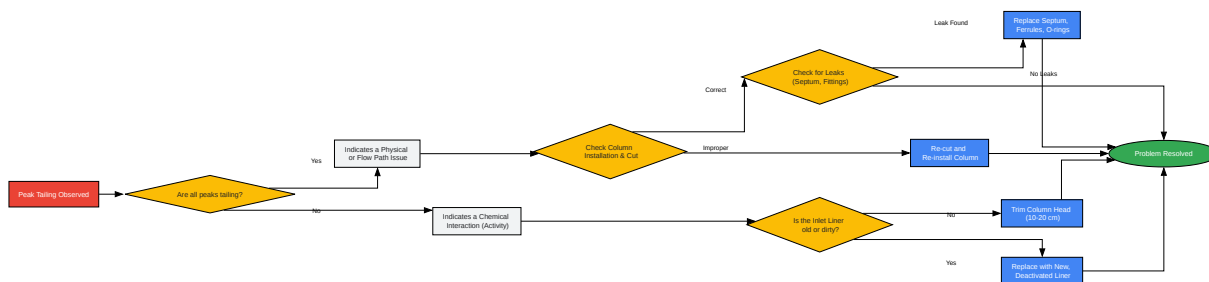 Peak Tailing Observed
Are all peaks tailing?
Yes
No
Indicates a Physical
or Flow Path Issue
Indicates a Chemical
Interaction (Activity)
Check Column
Installation & Cut
Correct
Improper
Check for Leaks
(Septum, Fittings)
Leak Found
No Leaks
Replace Septum,
Ferrules, O-rings
Re-cut and
Re-install Column
Is the Inlet Liner
old or dirty?
No
Yes
Trim Column Head
(10-20 cm)
Replace with New,
Deactivated Liner
Problem Resolved